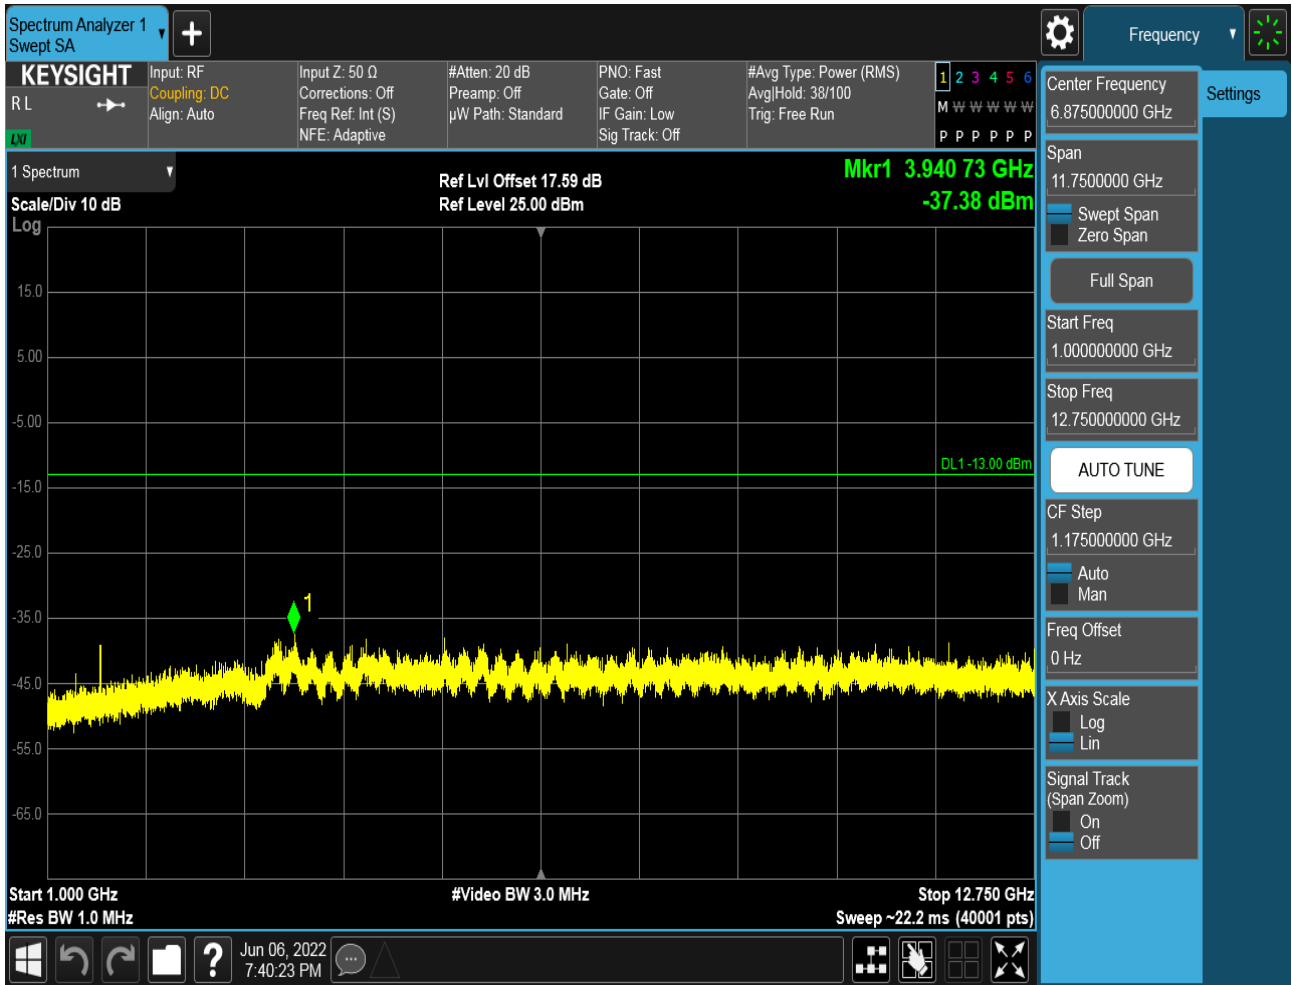 Spectrum Analyzer 1
Swept SA
Frequency
KEYSIGHT
R L
LXI
Input: RF
Coupling: DC
Align: Auto
Input Z: 50 Ω
Corrections: Off
Freq Ref: Int (S)
NFE: Adaptive
#Atten: 20 dB
Preamp: Off
µW Path: Standard
PNO: Fast
Gate: Off
IF Gain: Low
Sig Track: Off
#Avg Type: Power (RMS)
Avg|Hold: 38/100
Trig: Free Run
1 2 3 4 5 6
M W W W W W
P P P P P P
1 Spectrum
Scale/Div 10 dB
Log
Ref Lvl Offset 17.59 dB
Ref Level 25.00 dBm
Mkr1 3.940 73 GHz
-37.38 dBm
15.0
5.00
-5.00
DL1 -13.00 dBm
-15.0
-25.0
1
-35.0
-45.0
-55.0
-65.0
Start 1.000 GHz
#Res BW 1.0 MHz
#Video BW 3.0 MHz
Stop 12.750 GHz
Sweep ~22.2 ms (40001 pts)
Center Frequency
6.875000000 GHz
Span
11.7500000 GHz
Swept Span
Zero Span
Full Span
Start Freq
1.000000000 GHz
Stop Freq
12.750000000 GHz
AUTO TUNE
CF Step
1.175000000 GHz
Auto
Man
Freq Offset
0 Hz
X Axis Scale
Log
Lin
Signal Track
(Span Zoom)
On
Off
Settings
?
Jun 06, 2022
7:40:23 PM